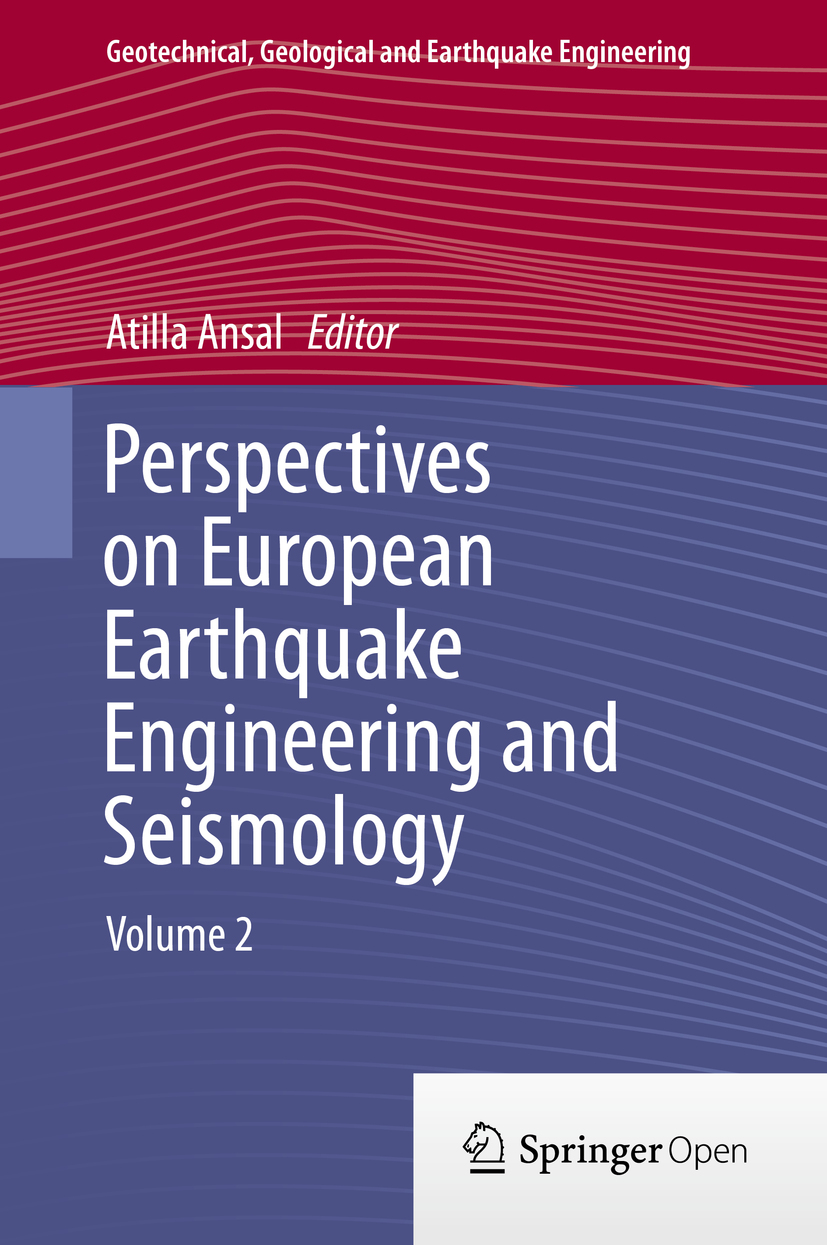 Geotechnical, Geological and Earthquake Engineering
Atilla Ansal Editor
Perspectives
on European
Earthquake
Engineering and
Seismology
Volume 2
Springer Open